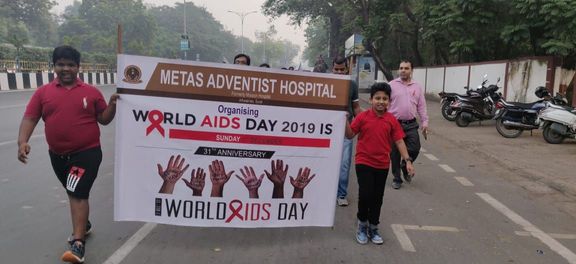 METAS ADVENTIST HOSPITAL
Organising
WORLD AIDS DAY 2019 IS
SUNDAY
31st ANNIVERSARY
WORLD AIDS DAY